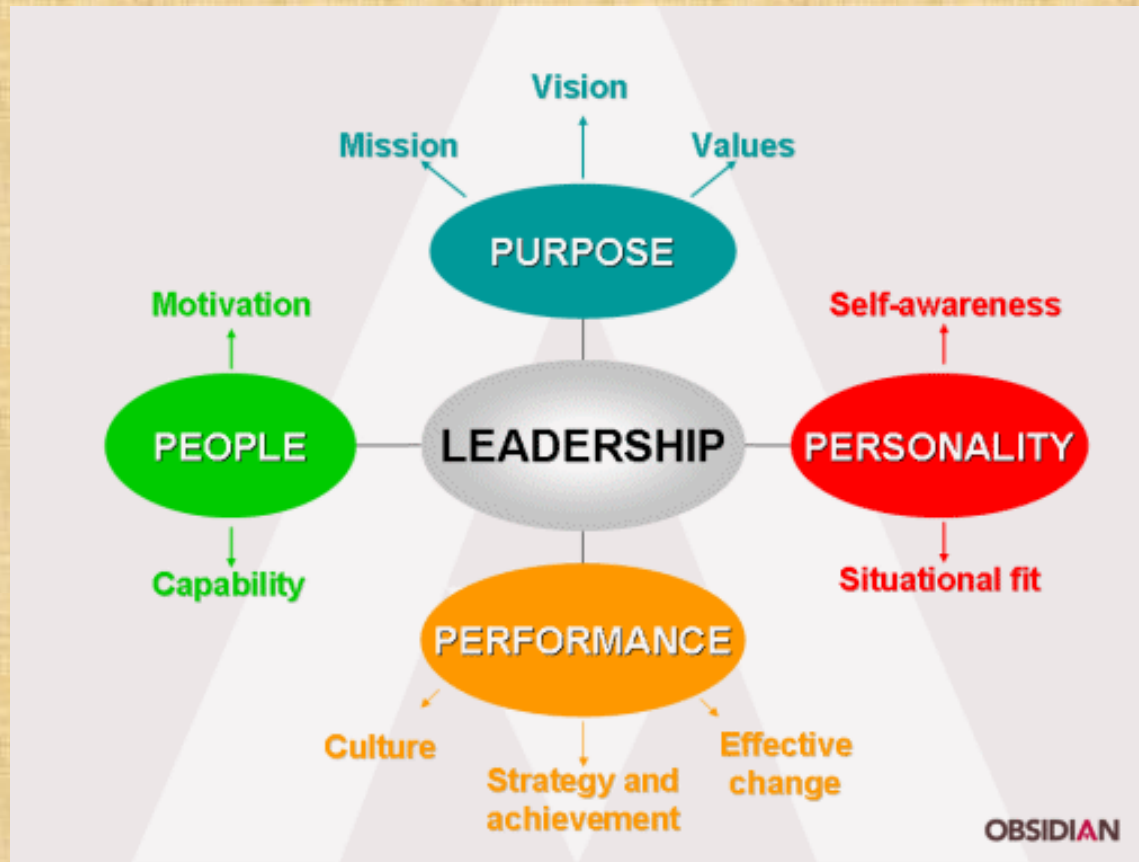 Vision
Mission
Values
PURPOSE
Motivation
Self-awareness
PEOPLE
LEADERSHIP
PERSONALITY
Capability
Situational fit
PERFORMANCE
Culture
Strategy and
achievement
Effective
change
OBSIDIAN